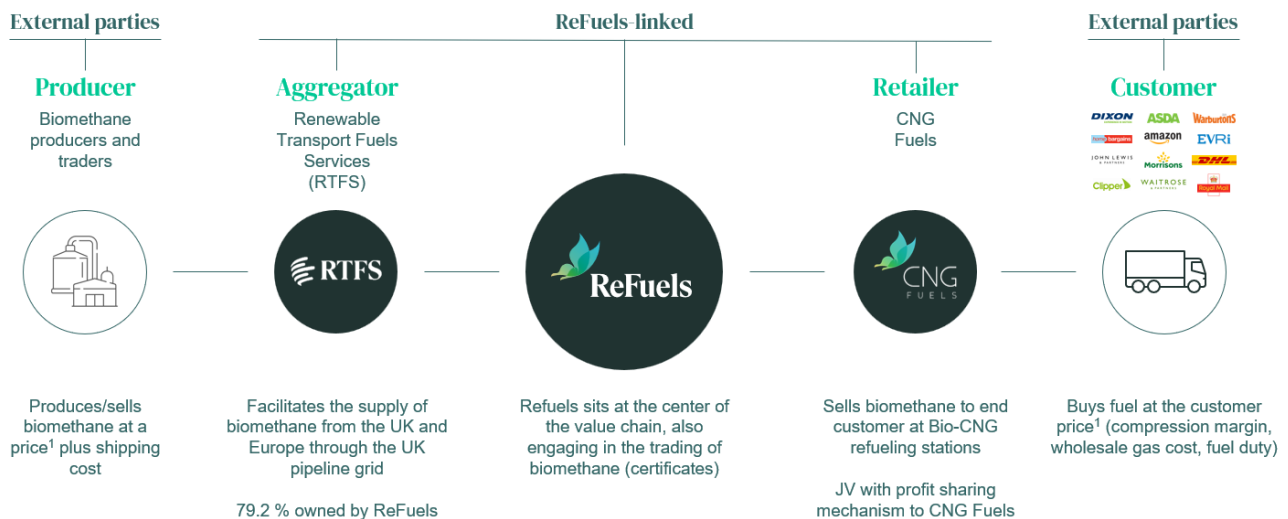 External parties
ReFuels-linked
External parties
Producer
Biomethane
producers and
traders
Aggregator
Renewable
Transport Fuels
Services
(RTFS)
Retailer
CNG
Fuels
Customer
DIXON
ASDA
Warburtons
home bargains
amazon
EVRi
JOHN LEWIS
& PARTNERS
Morrisons
DHL
Clipper
WAITROSE
& PARTNERS
Royal Mail
RTFS
ReFuels
CNG
FUELS
Produces/sells
biomethane at a
price¹ plus shipping
cost
Facilitates the supply of
biomethane from the UK and
Europe through the UK
pipeline grid
79.2 % owned by ReFuels
Refuels sits at the center of
the value chain, also
engaging in the trading of
biomethane (certificates)
Sells biomethane to end
customer at Bio-CNG
refueling stations
JV with profit sharing
mechanism to CNG Fuels
Buys fuel at the customer
price¹ (compression margin,
wholesale gas cost, fuel duty)